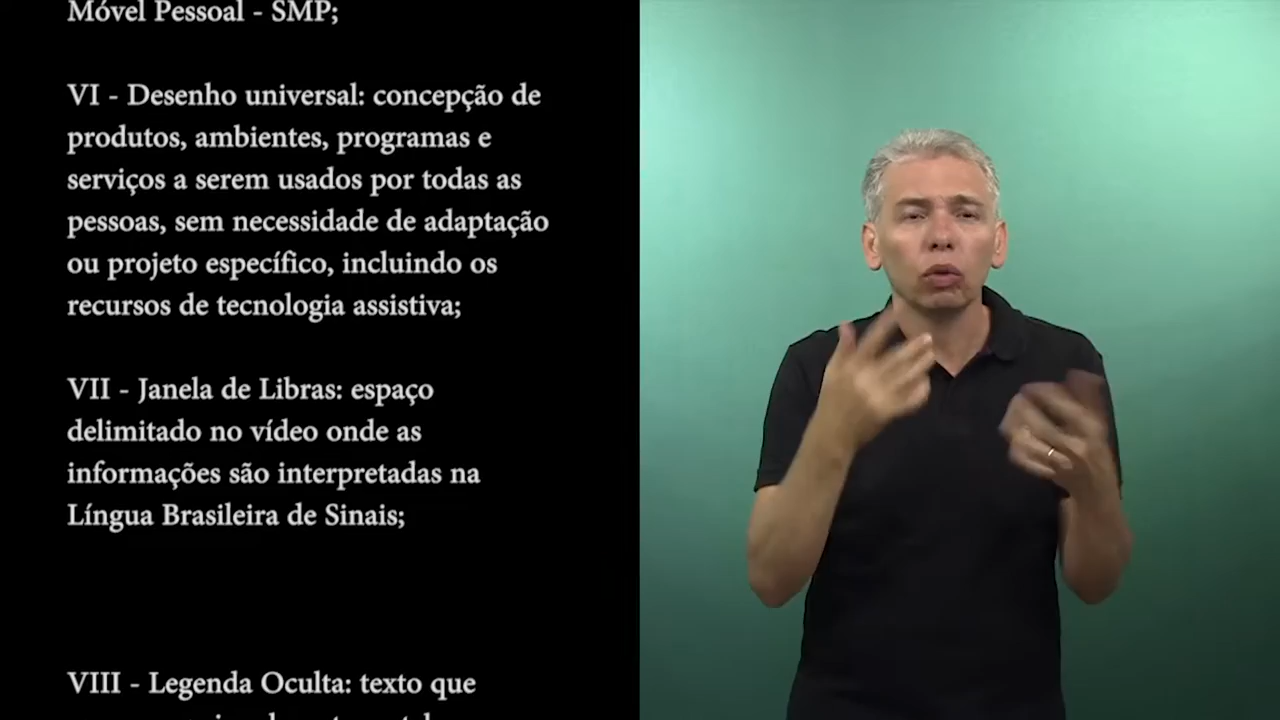 Móvel Pessoal - SMP;
VI - Desenho universal: concepção de
produtos, ambientes, programas e
serviços a serem usados por todas as
pessoas, sem necessidade de adaptação
ou projeto específico, incluindo os
recursos de tecnologia assistiva;
VII - Janela de Libras: espaço
delimitado no vídeo onde as
informações são interpretadas na
Língua Brasileira de Sinais;
VIII - Legenda Oculta: texto que